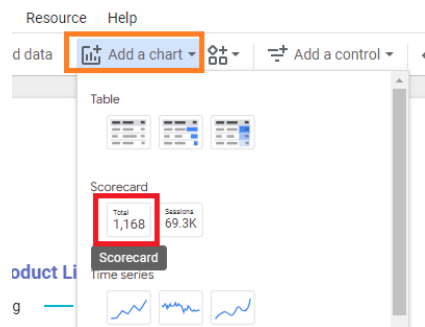 Resource Help
d data Add a chart Add a control
Table
Scorecard
Total
1,168
Sessions
69.3K
Scorecard
oduct Li
Time series
g